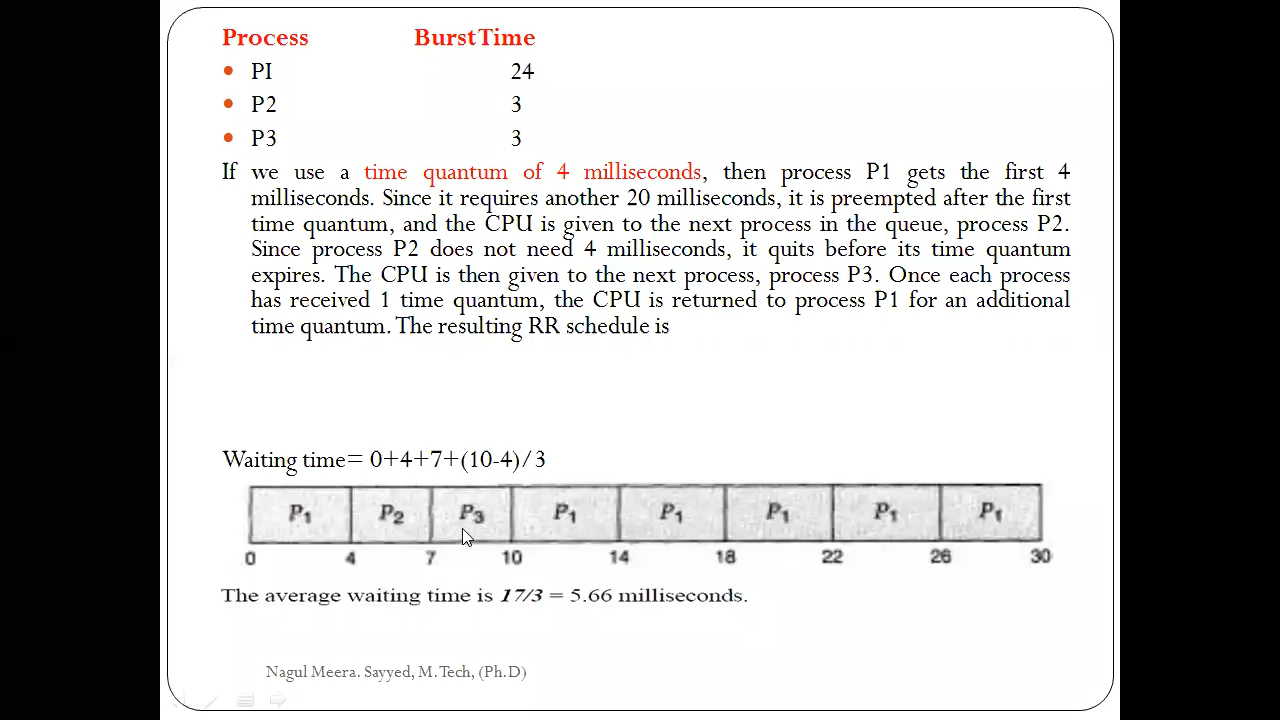 Process BurstTime
• PI 24
• P2 3
• P3 3
If we use a time quantum of 4 milliseconds, then process P1 gets the first 4
milliseconds. Since it requires another 20 milliseconds, it is preempted after the first
time quantum, and the CPU is given to the next process in the queue, process P2.
Since process P2 does not need 4 milliseconds, it quits before its time quantum
expires. The CPU is then given to the next process, process P3. Once each process
has received 1 time quantum, the CPU is returned to process P1 for an additional
time quantum. The resulting RR schedule is
Waiting time= 0+4+7+(10-4)/3
P1 P2 P3 P1 P1 P1 P1 P1
0 4 7 10 14 18 22 26 30
The average waiting time is 17/3 = 5.66 milliseconds.
Nagul Meera. Sayyed, M. Tech, (Ph.D)